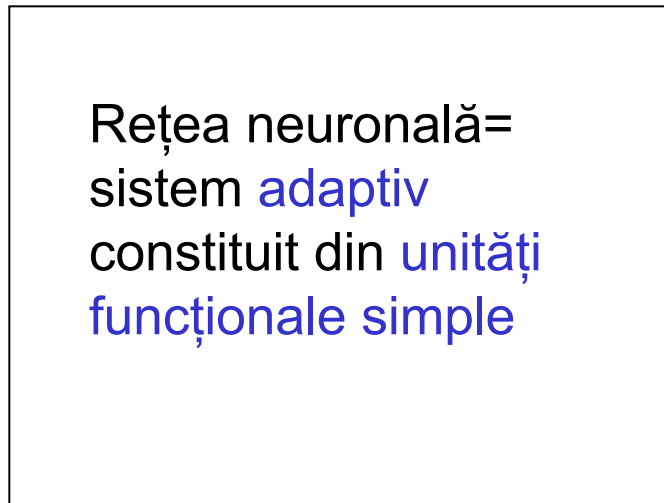 Rețea neuronală=
sistem adaptiv
constituit din unități
funcționale simple